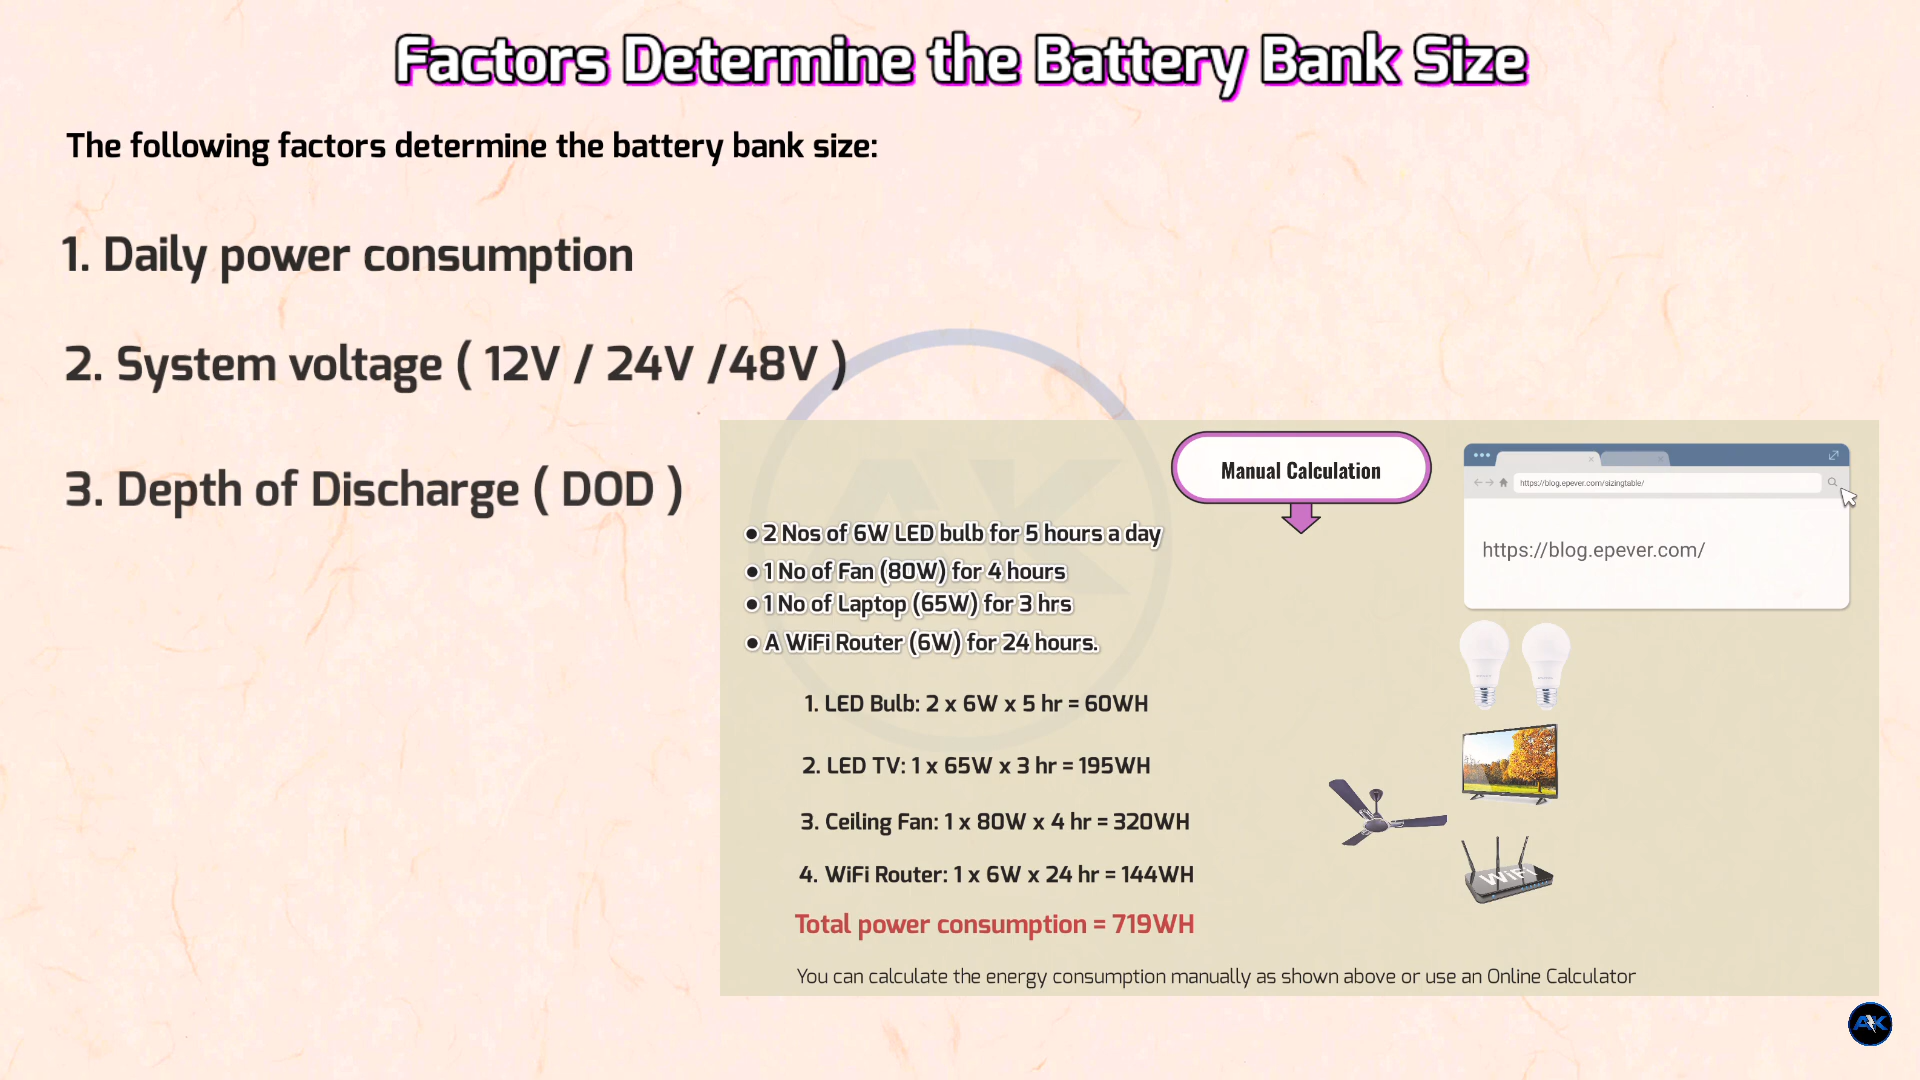 Factors Determine the Battery Bank Size
The following factors determine the battery bank size:
1. Daily power consumption
2. System voltage ( 12V / 24V /48V )
3. Depth of Discharge ( DOD )
Manual Calculation
https://blog.epever.com/sizingtable/
https://blog.epever.com/
● 2 Nos of 6W LED bulb for 5 hours a day
● 1 No of Fan (80W) for 4 hours
● 1 No of Laptop (65W) for 3 hrs
● A WiFi Router (6W) for 24 hours.
1. LED Bulb: 2 x 6W x 5 hr = 60WH
2. LED TV: 1 x 65W x 3 hr = 195WH
3. Ceiling Fan: 1 x 80W x 4 hr = 320WH
4. WiFi Router: 1 x 6W x 24 hr = 144WH
WiFi
Total power consumption = 719WH
You can calculate the energy consumption manually as shown above or use an Online Calculator
AK